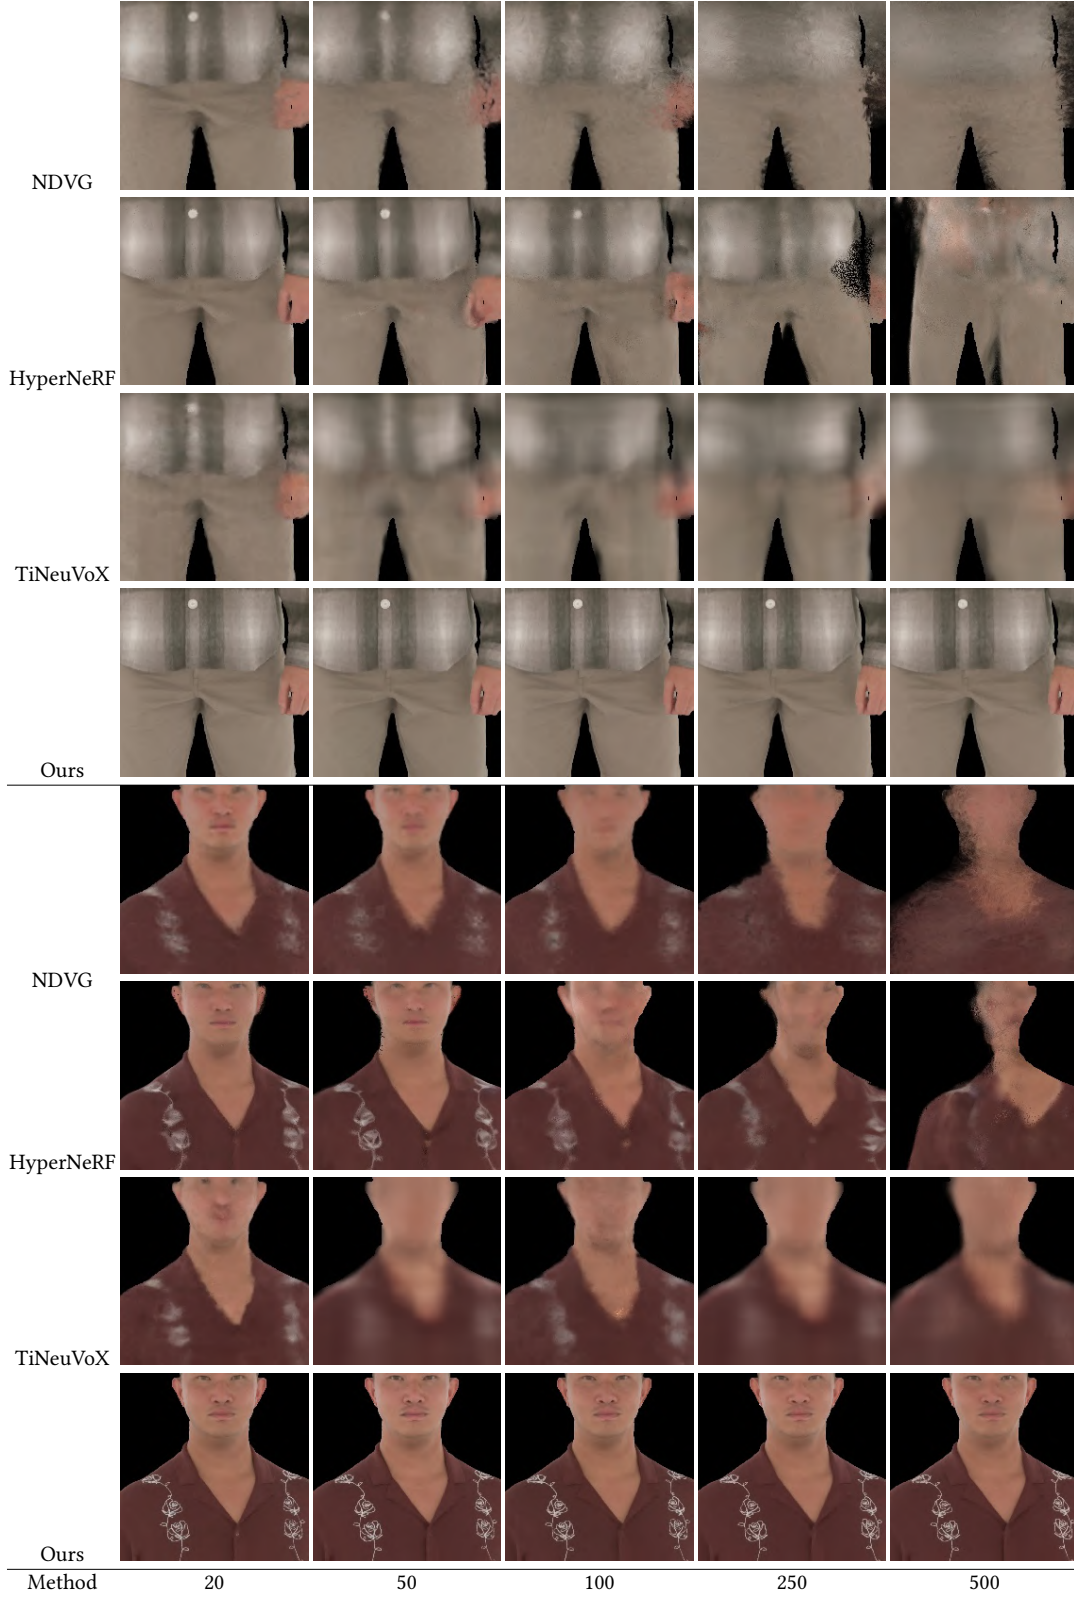 NDVG
HyperNeRF
TiNeuVoX
Ours
NDVG
HyperNeRF
TiNeuVoX
Ours
Method 20 50 100 250 500